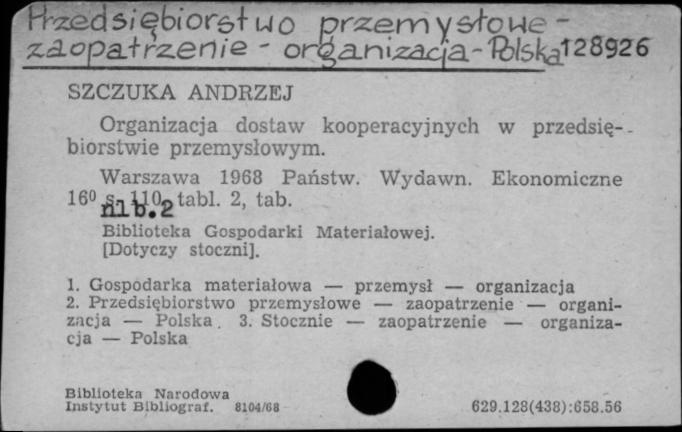 Przedsiębiorstwo przemysłowe -
zaopatrzenie - organizacja - Polska 128926
SZCZUKA ANDRZEJ
Organizacja dostaw kooperacyjnych w przedsię-
biorstwie przemysłowym.
Warszawa 1968 Państw. Wydawn. Ekonomiczne
16⁰ s. 110, tabl. 2, tab.
nlb. 2
Biblioteka Gospodarki Materiałowej.
[Dotyczy stoczni].
1. Gospodarka materiałowa — przemysł — organizacja
2. Przedsiębiorstwo przemysłowe — zaopatrzenie — organi-
zacja — Polska. 3. Stocznie — zaopatrzenie — organiza-
cja — Polska
Biblioteka Narodowa
Instytut Bibliograf. 8104/68 629.128(438):658.56